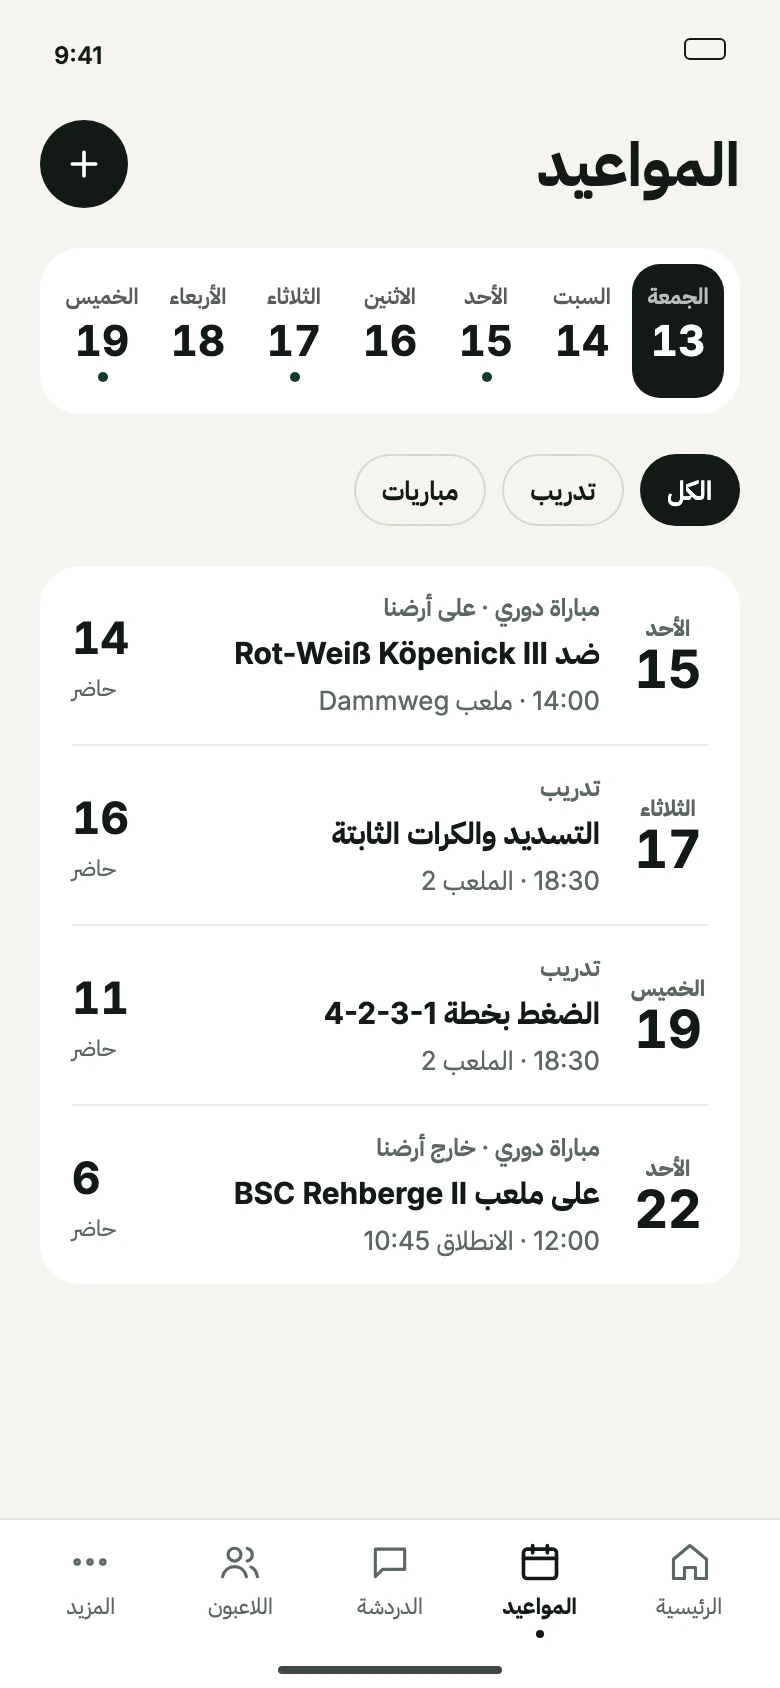 9:41
المواعيد
الجمعة
13
السبت
14
الأحد
15
الاثنين
16
الثلاثاء
17
الأربعاء
18
الخميس
19
الكل
تدريب
مباريات
الأحد
15
مباراة دوري · على أرضنا
ضد Rot-Weiß Köpenick III
14:00 · ملعب Dammweg
14
حاضر
الثلاثاء
17
تدريب
التسديد والكرات الثابتة
18:30 · الملعب 2
16
حاضر
الخميس
19
تدريب
الضغط بخطة 4-2-3-1
18:30 · الملعب 2
11
حاضر
الأحد
22
مباراة دوري · خارج أرضنا
على ملعب BSC Rehberge II
12:00 · الانطلاق 10:45
6
حاضر
الرئيسية
المواعيد
الدردشة
اللاعبون
المزيد